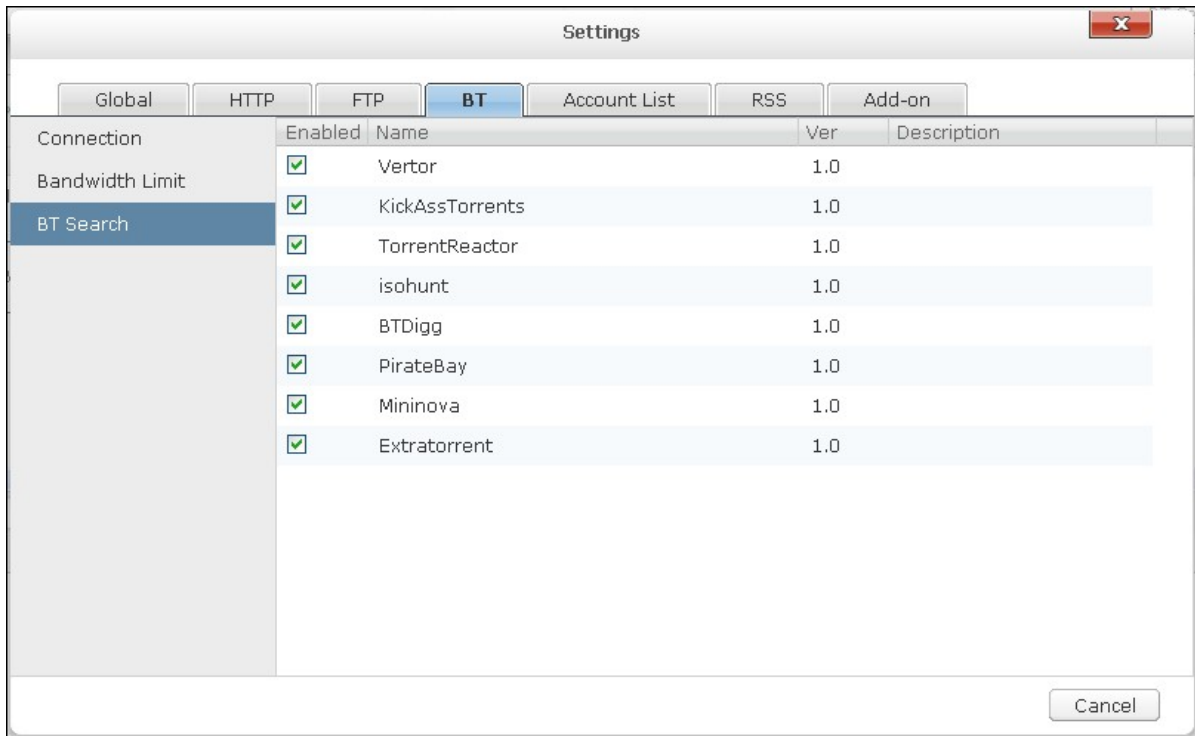 Settings
x
Global HTTP FTP BT Account List RSS Add-on
Connection
Bandwidth Limit
BT Search
Enabled Name Ver Description
Vertor 1.0
KickAssTorrents 1.0
TorrentReactor 1.0
isohunt 1.0
BTDigg 1.0
PirateBay 1.0
Mininova 1.0
Extratorrent 1.0
Cancel